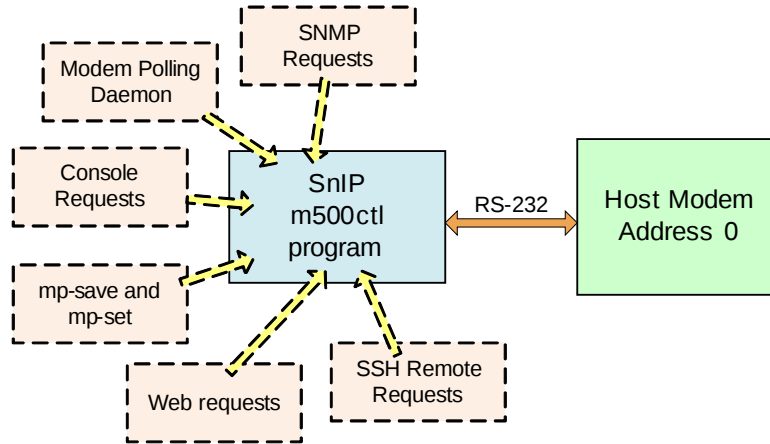 SNMP
Requests
Modem Polling
Daemon
Console
Requests
SnIP
m500ctl
program
RS-232
Host Modem
Address 0
mp-save and
mp-set
Web requests
SSH Remote
Requests